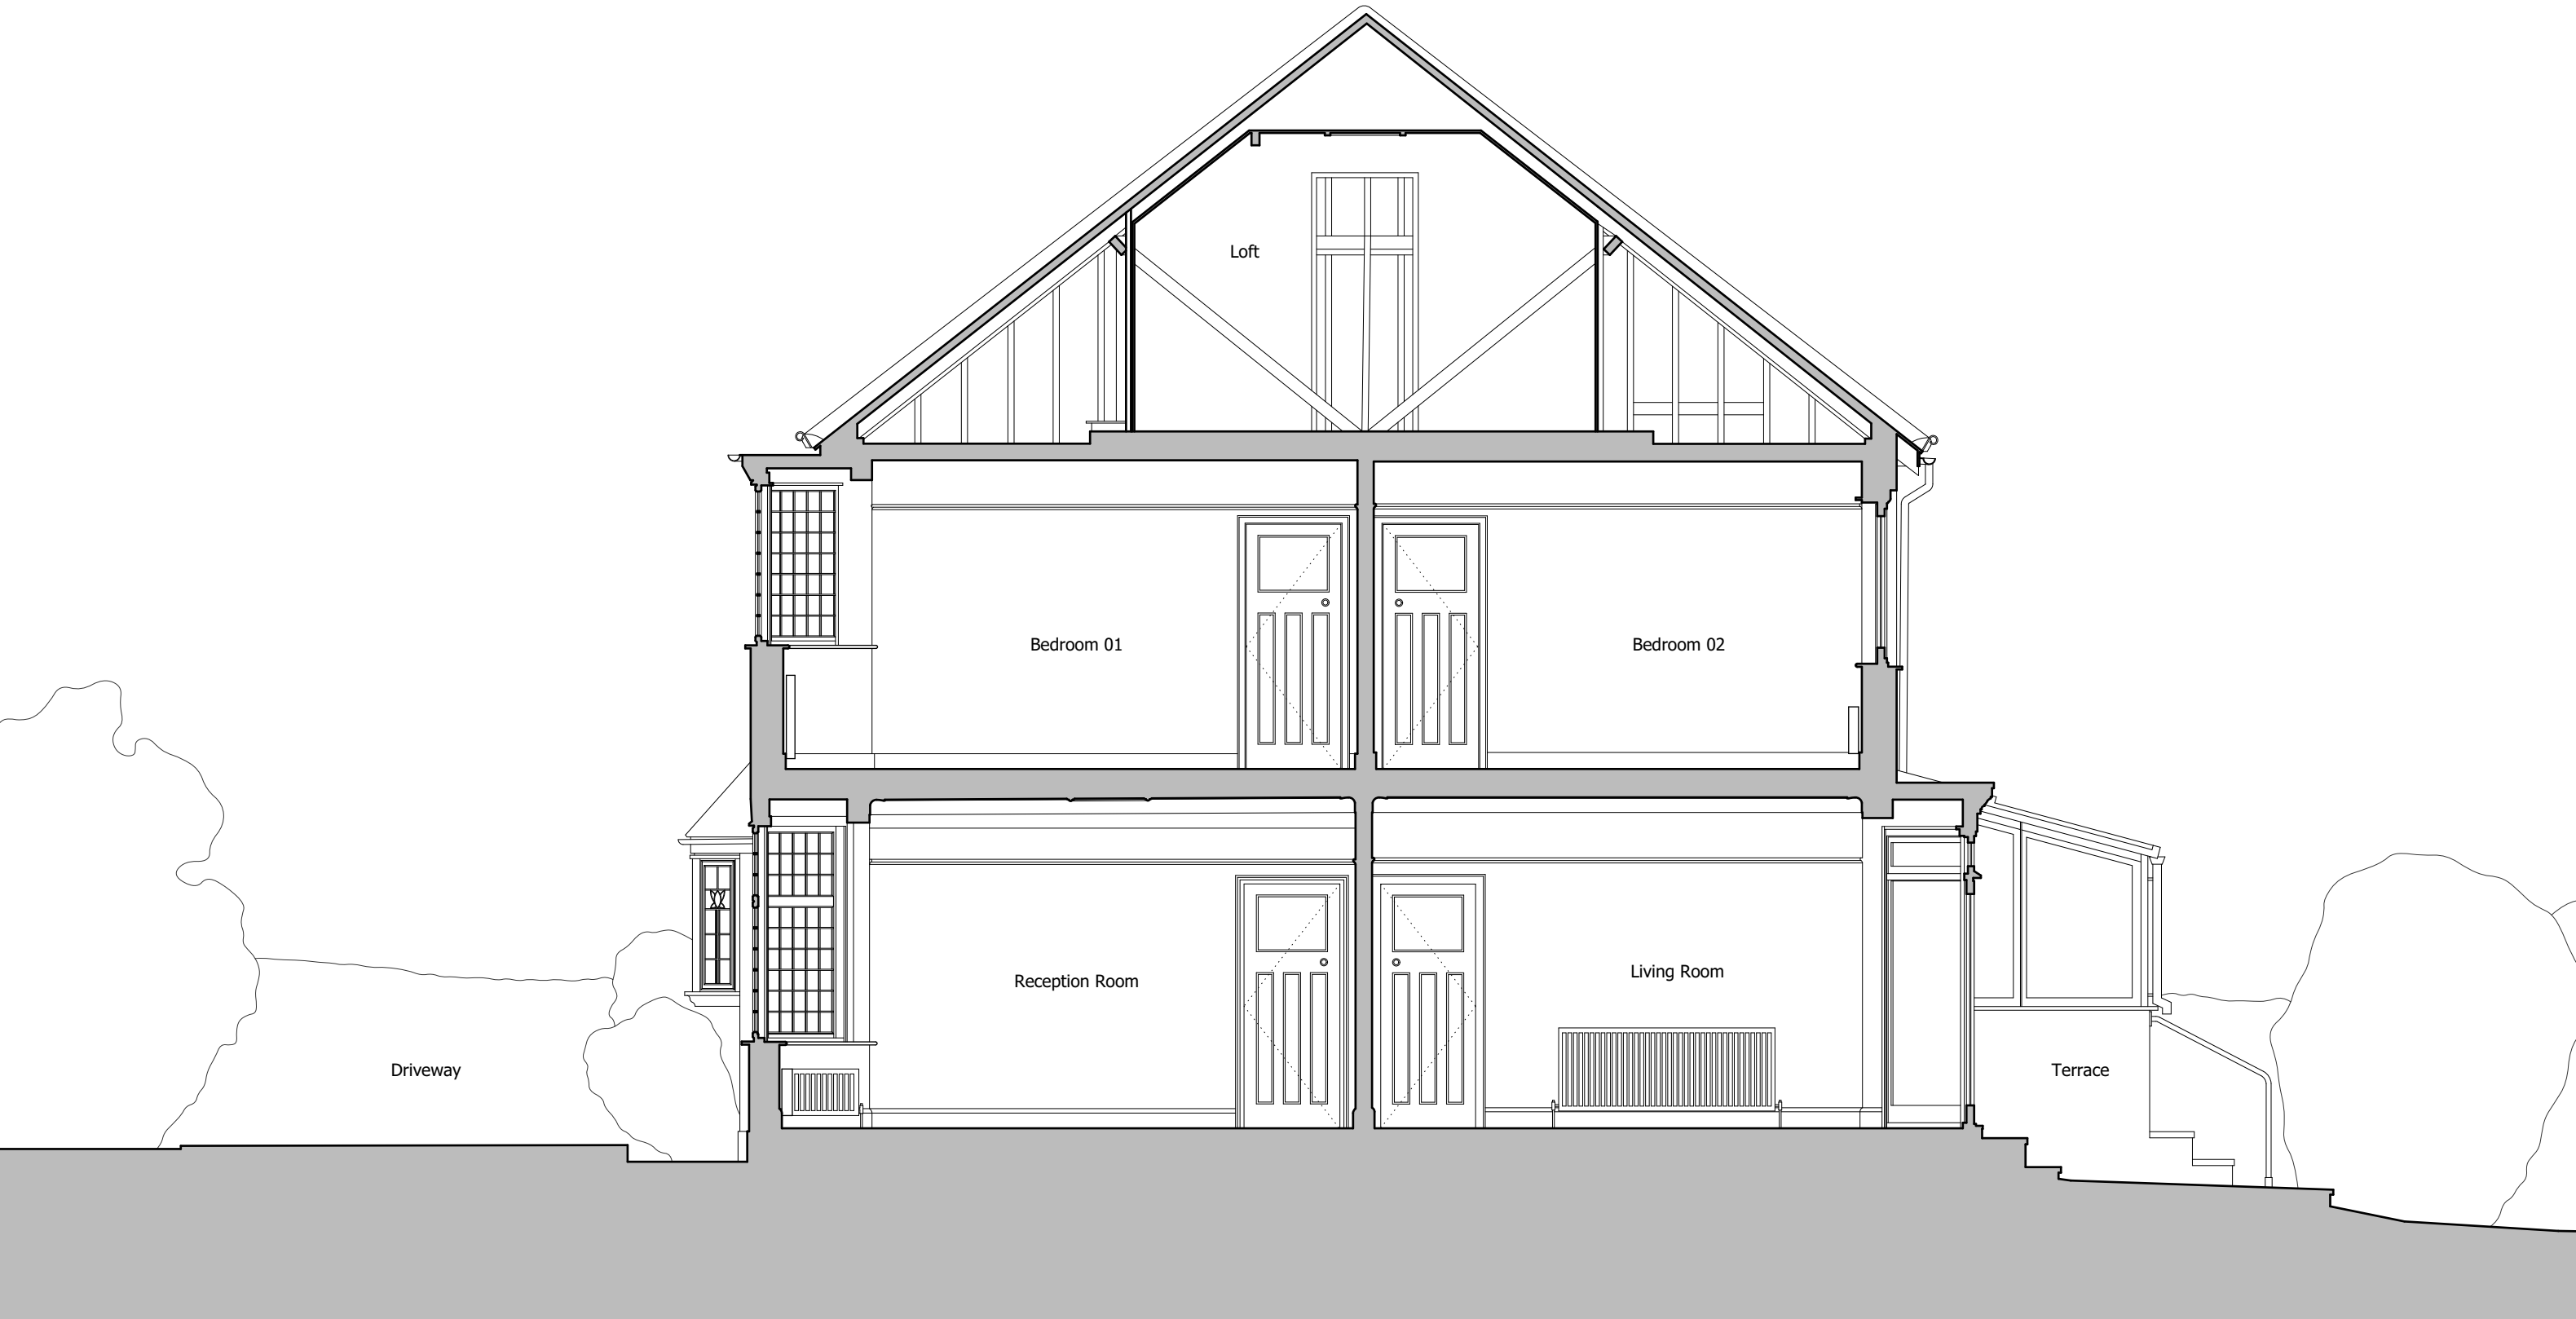 Loft
Bedroom 01
Bedroom 02
Reception Room
Living Room
Driveway
Terrace